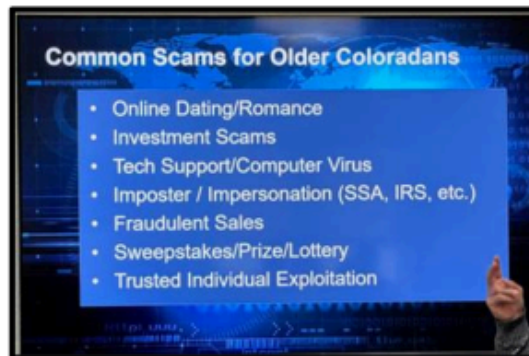 Common Scams for Older Coloradans
• Online Dating/Romance
• Investment Scams
• Tech Support/Computer Virus
• Imposter / Impersonation (SSA, IRS, etc.)
• Fraudulent Sales
• Sweepstakes/Prize/Lottery
• Trusted Individual Exploitation